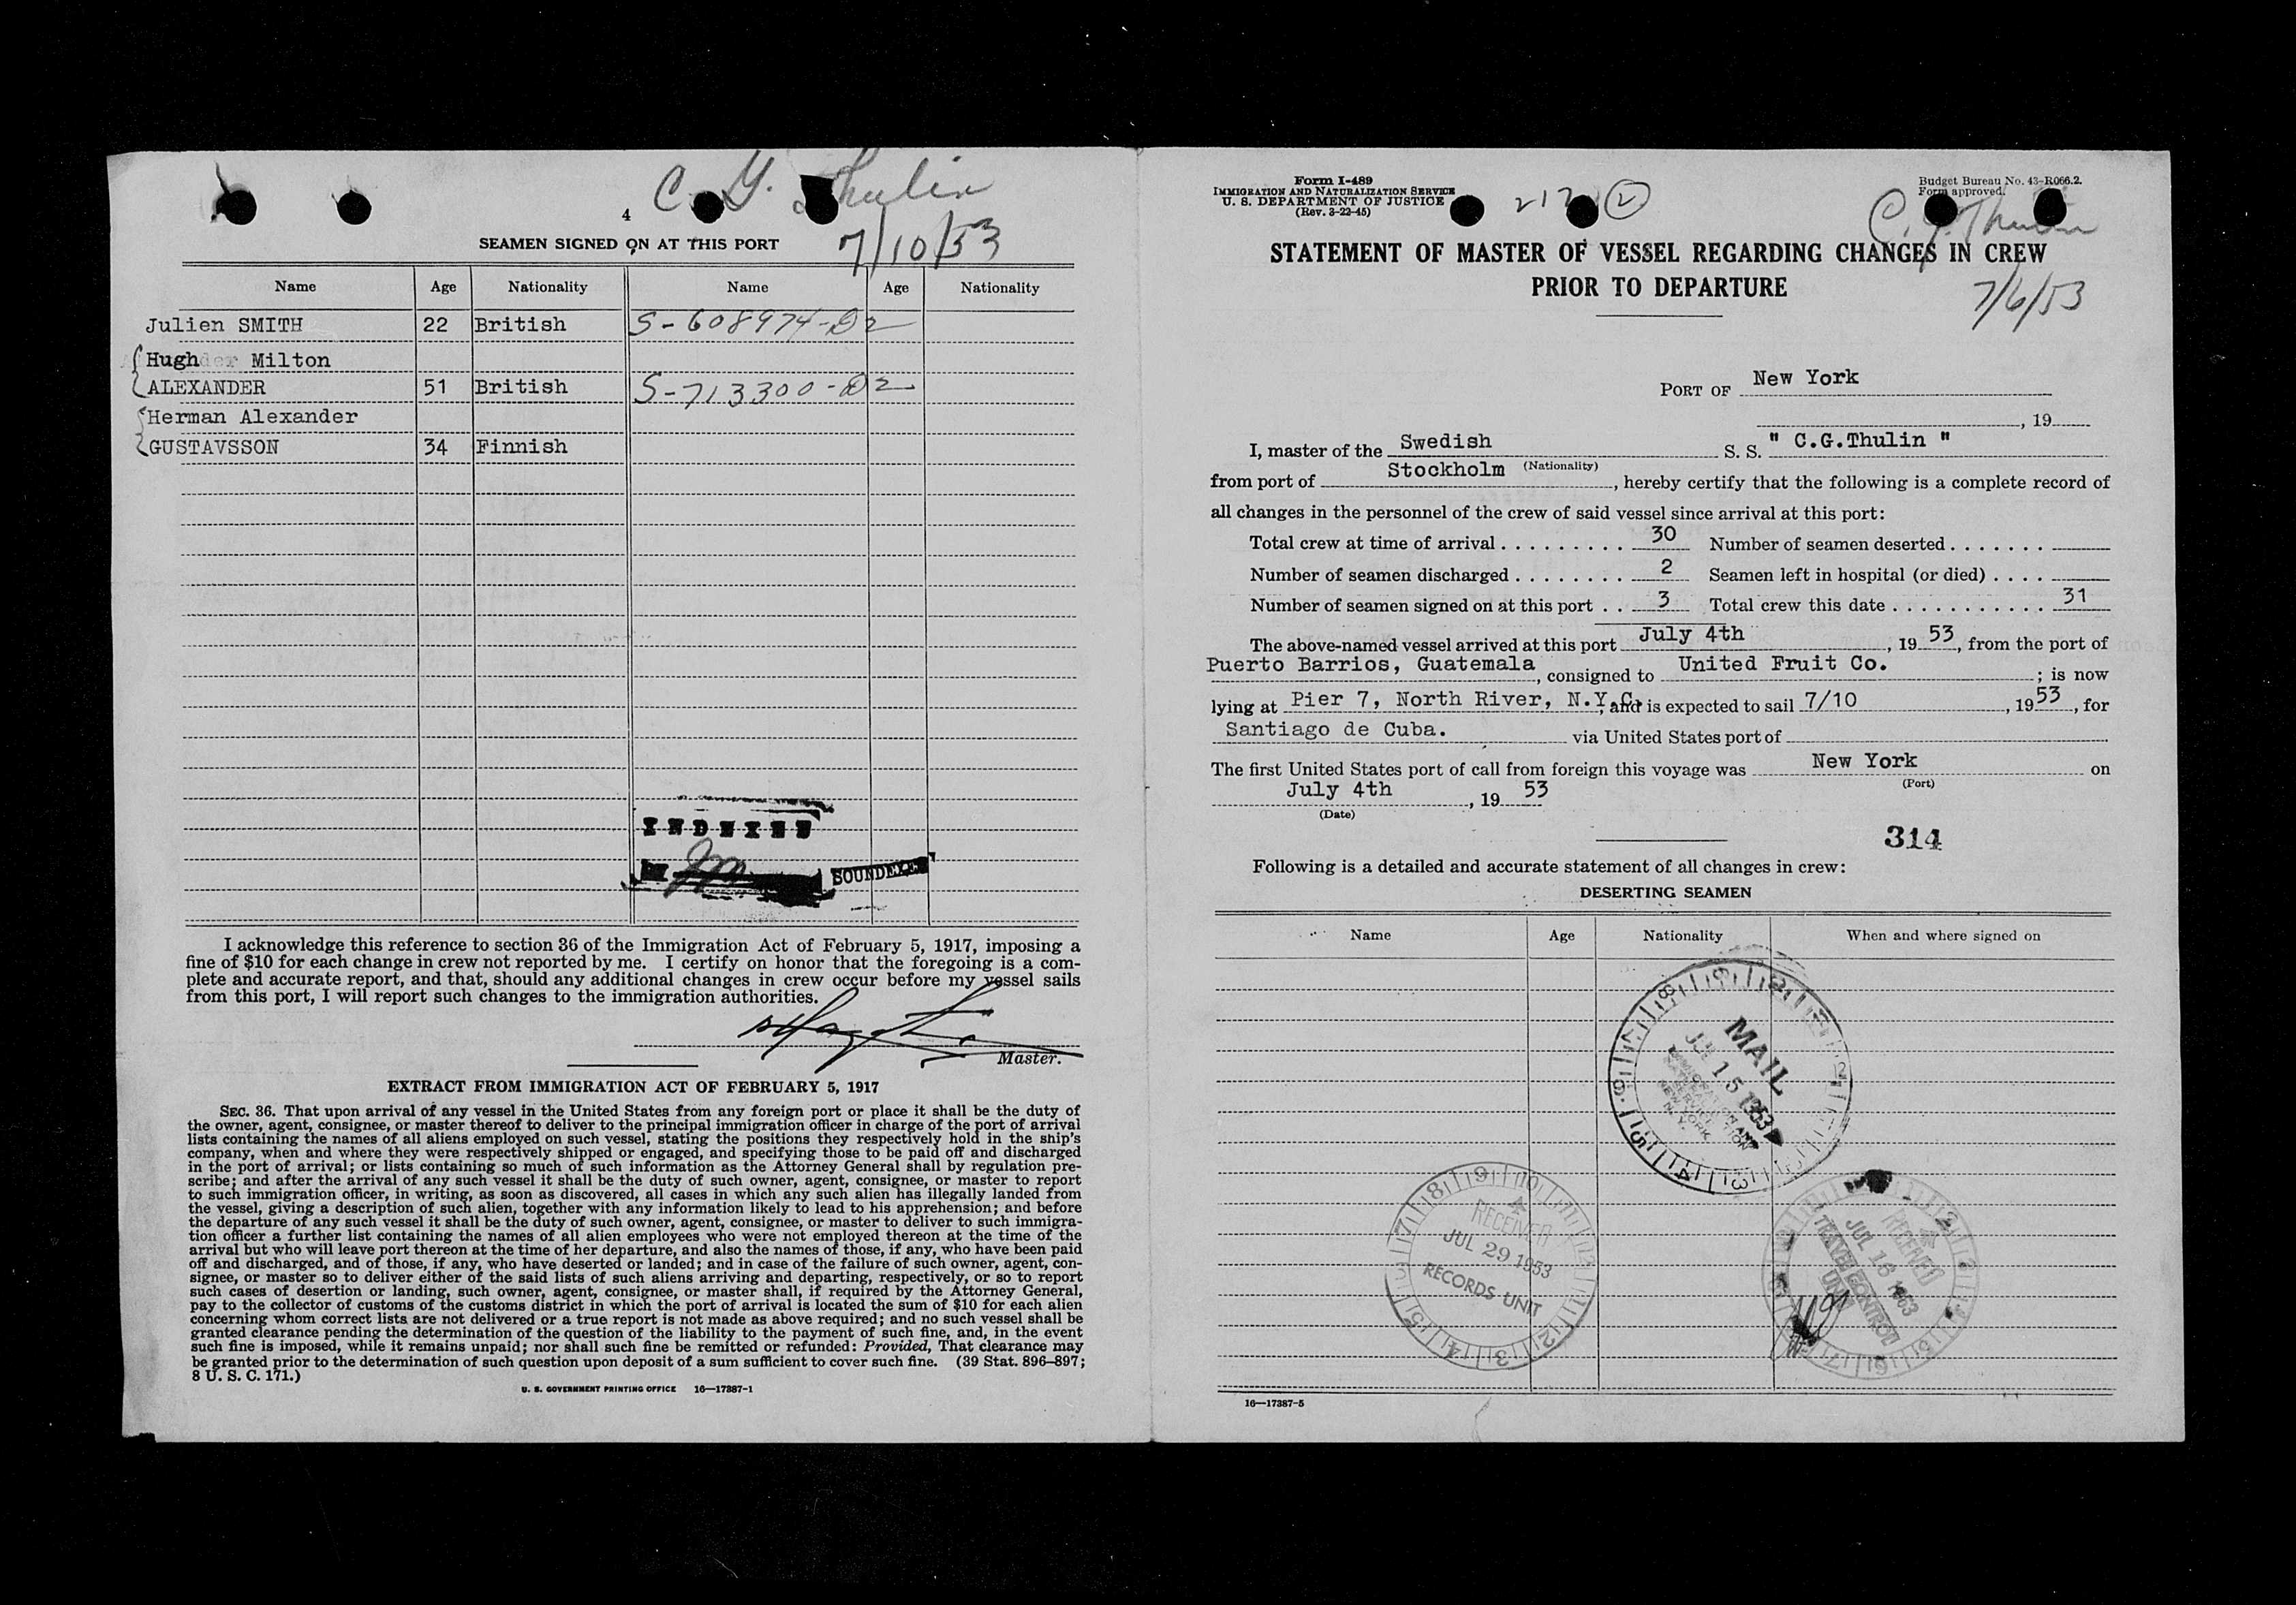 C. G. Thulin
7/10/53
4
SEAMEN SIGNED ON AT THIS PORT
Name Age Nationality Name Age Nationality
Julien SMITH 22 British S-608974-D2
Hugh Milton
ALEXANDER 51 British S-713300-D2
Herman Alexander
GUSTAVSSON 34 Finnish
INDEXED
BY
SOUNDEXED
I acknowledge this reference to section 36 of the Immigration Act of February 5, 1917, imposing a
fine of $10 for each change in crew not reported by me. I certify on honor that the foregoing is a com-
plete and accurate report, and that, should any additional changes in crew occur before my vessel sails
from this port, I will report such changes to the immigration authorities.
Master.
EXTRACT FROM IMMIGRATION ACT OF FEBRUARY 5, 1917
SEC. 36. That upon arrival of any vessel in the United States from any foreign port or place it shall be the duty of
the owner, agent, consignee, or master thereof to deliver to the principal immigration officer in charge of the port of arrival
lists containing the names of all aliens employed on such vessel, stating the positions they respectively hold in the ship's
company, when and where they were respectively shipped or engaged, and specifying those to be paid off and discharged
in the port of arrival; or lists containing so much of such information as the Attorney General shall by regulation pre-
scribe; and after the arrival of any such vessel it shall be the duty of such owner, agent, consignee, or master to report
to such immigration officer, in writing, as soon as discovered, all cases in which any such alien has illegally landed from
the vessel, giving a description of such alien, together with any information likely to lead to his apprehension; and before
the departure of any such vessel it shall be the duty of such owner, agent, consignee, or master to deliver to such immigra-
tion officer a further list containing the names of all alien employees who were not employed thereon at the time of the
arrival but who will leave port thereon at the time of her departure, and also the names of those, if any, who have been paid
off and discharged, and of those, if any, who have deserted or landed; and in case of the failure of such owner, agent, con-
signee, or master so to deliver either of the said lists of such aliens arriving and departing, respectively, or so to report
such cases of desertion or landing, such owner, agent, consignee, or master shall, if required by the Attorney General,
pay to the collector of customs of the customs district in which the port of arrival is located the sum of $10 for each alien
concerning whom correct lists are not delivered or a true report is not made as above required; and no such vessel shall be
granted clearance pending the determination of the question of the liability to the payment of such fine, and, in the event
such fine is imposed, while it remains unpaid; nor shall such fine be remitted or refunded: Provided, That clearance may
be granted prior to the determination of such question upon deposit of a sum sufficient to cover such fine. (39 Stat. 896–897;
8 U. S. C. 171.)
U. S. GOVERNMENT PRINTING OFFICE 16—17387-1
Form I-489
IMMIGRATION AND NATURALIZATION SERVICE
U. S. DEPARTMENT OF JUSTICE
(Rev. 3-22-45)
212 2
Budget Bureau No. 43-R066.2.
Form approved.
C. G. Thulin
7/6/53
STATEMENT OF MASTER OF VESSEL REGARDING CHANGES IN CREW
PRIOR TO DEPARTURE
PORT OF New York
, 19
I, master of the Swedish S. S. " C.G.Thulin "
(Nationality)
from port of Stockholm , hereby certify that the following is a complete record of
all changes in the personnel of the crew of said vessel since arrival at this port:
Total crew at time of arrival 30 Number of seamen deserted
Number of seamen discharged 2 Seamen left in hospital (or died)
Number of seamen signed on at this port 3 Total crew this date 31
The above-named vessel arrived at this port July 4th , 19 53 , from the port of
Puerto Barrios, Guatemala , consigned to United Fruit Co. ; is now
lying at Pier 7, North River, N.Y.C. , and is expected to sail 7/10 , 19 53 , for
Santiago de Cuba. via United States port of
The first United States port of call from foreign this voyage was New York on
(Port)
July 4th , 19 53
(Date)
314
Following is a detailed and accurate statement of all changes in crew:
DESERTING SEAMEN
Name Age Nationality When and where signed on
MAIL
JUL 15 1953
IMMIGRATION AND
NATURALIZATION
SERVICE
NEW YORK
N. Y.
RECEIVED
JUL 29 1953
RECORDS UNIT
RECEIVED
JUL 16 1953
TRAVEL CONTROL
UNIT
16—17387-5